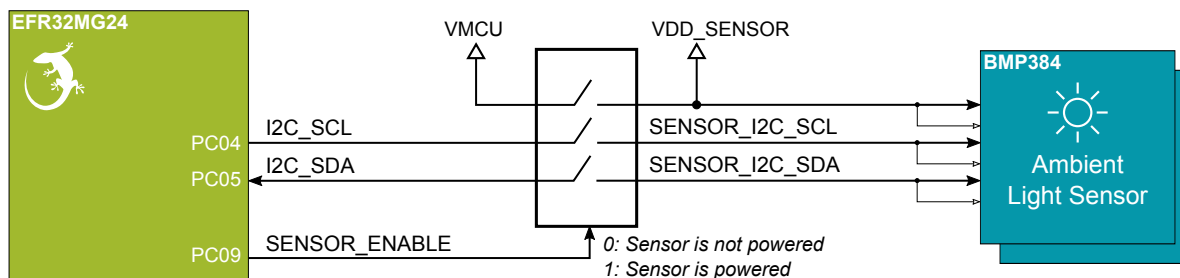 EFR32MG24
VMCU
VDD_SENSOR
BMP384
PC04
I2C_SCL
SENSOR_I2C_SCL
PC05
I2C_SDA
SENSOR_I2C_SDA
Ambient
Light Sensor
PC09
SENSOR_ENABLE
0: Sensor is not powered
1: Sensor is powered